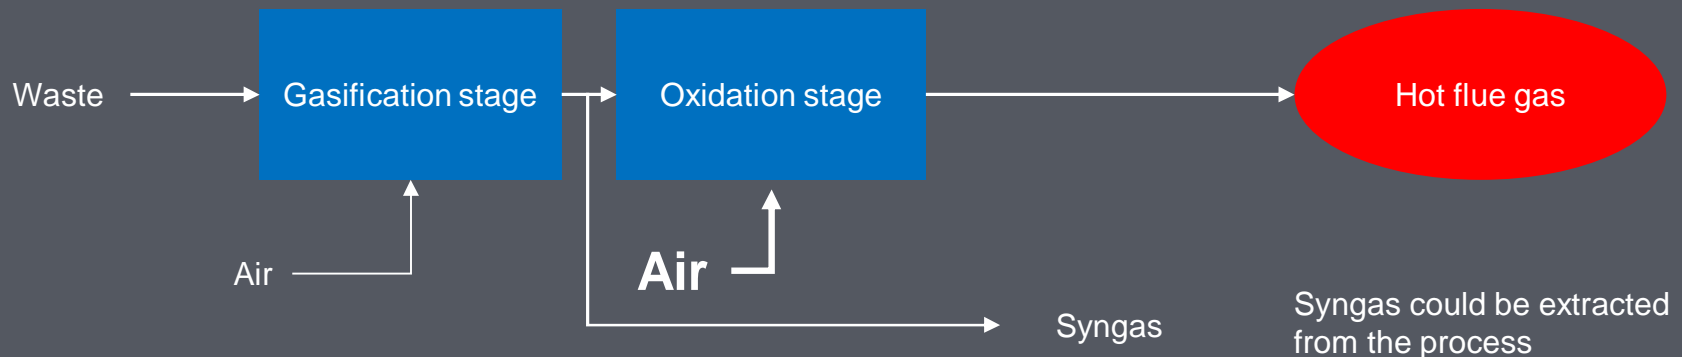 Waste
Gasification stage
Oxidation stage
Hot flue gas
Air
Air
Syngas
Syngas could be extracted
from the process